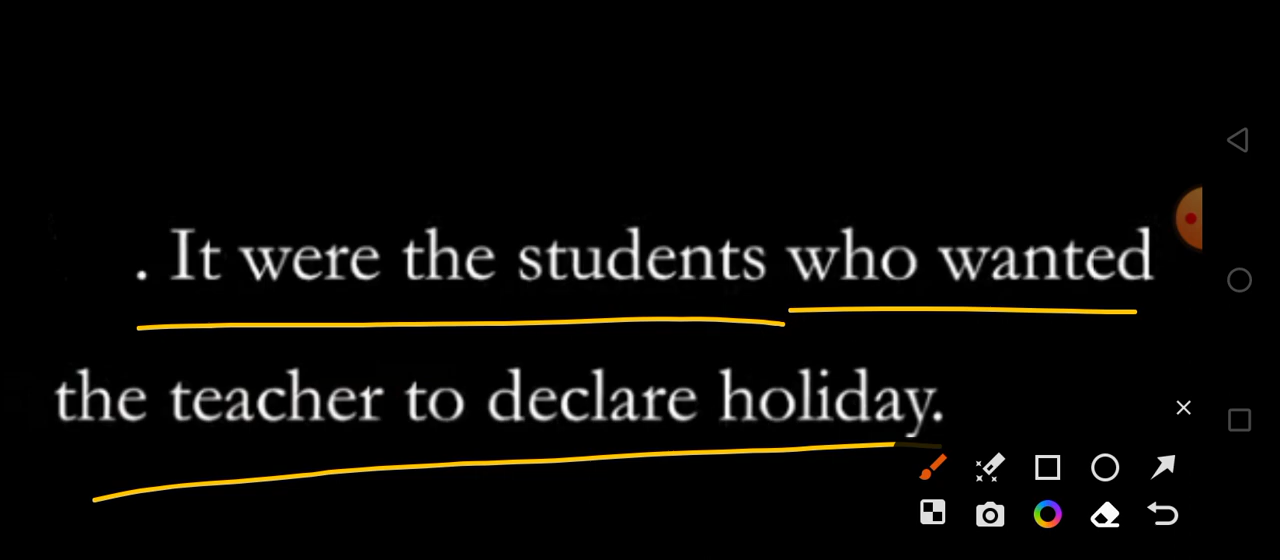 . It were the students who wanted
the teacher to declare holiday.